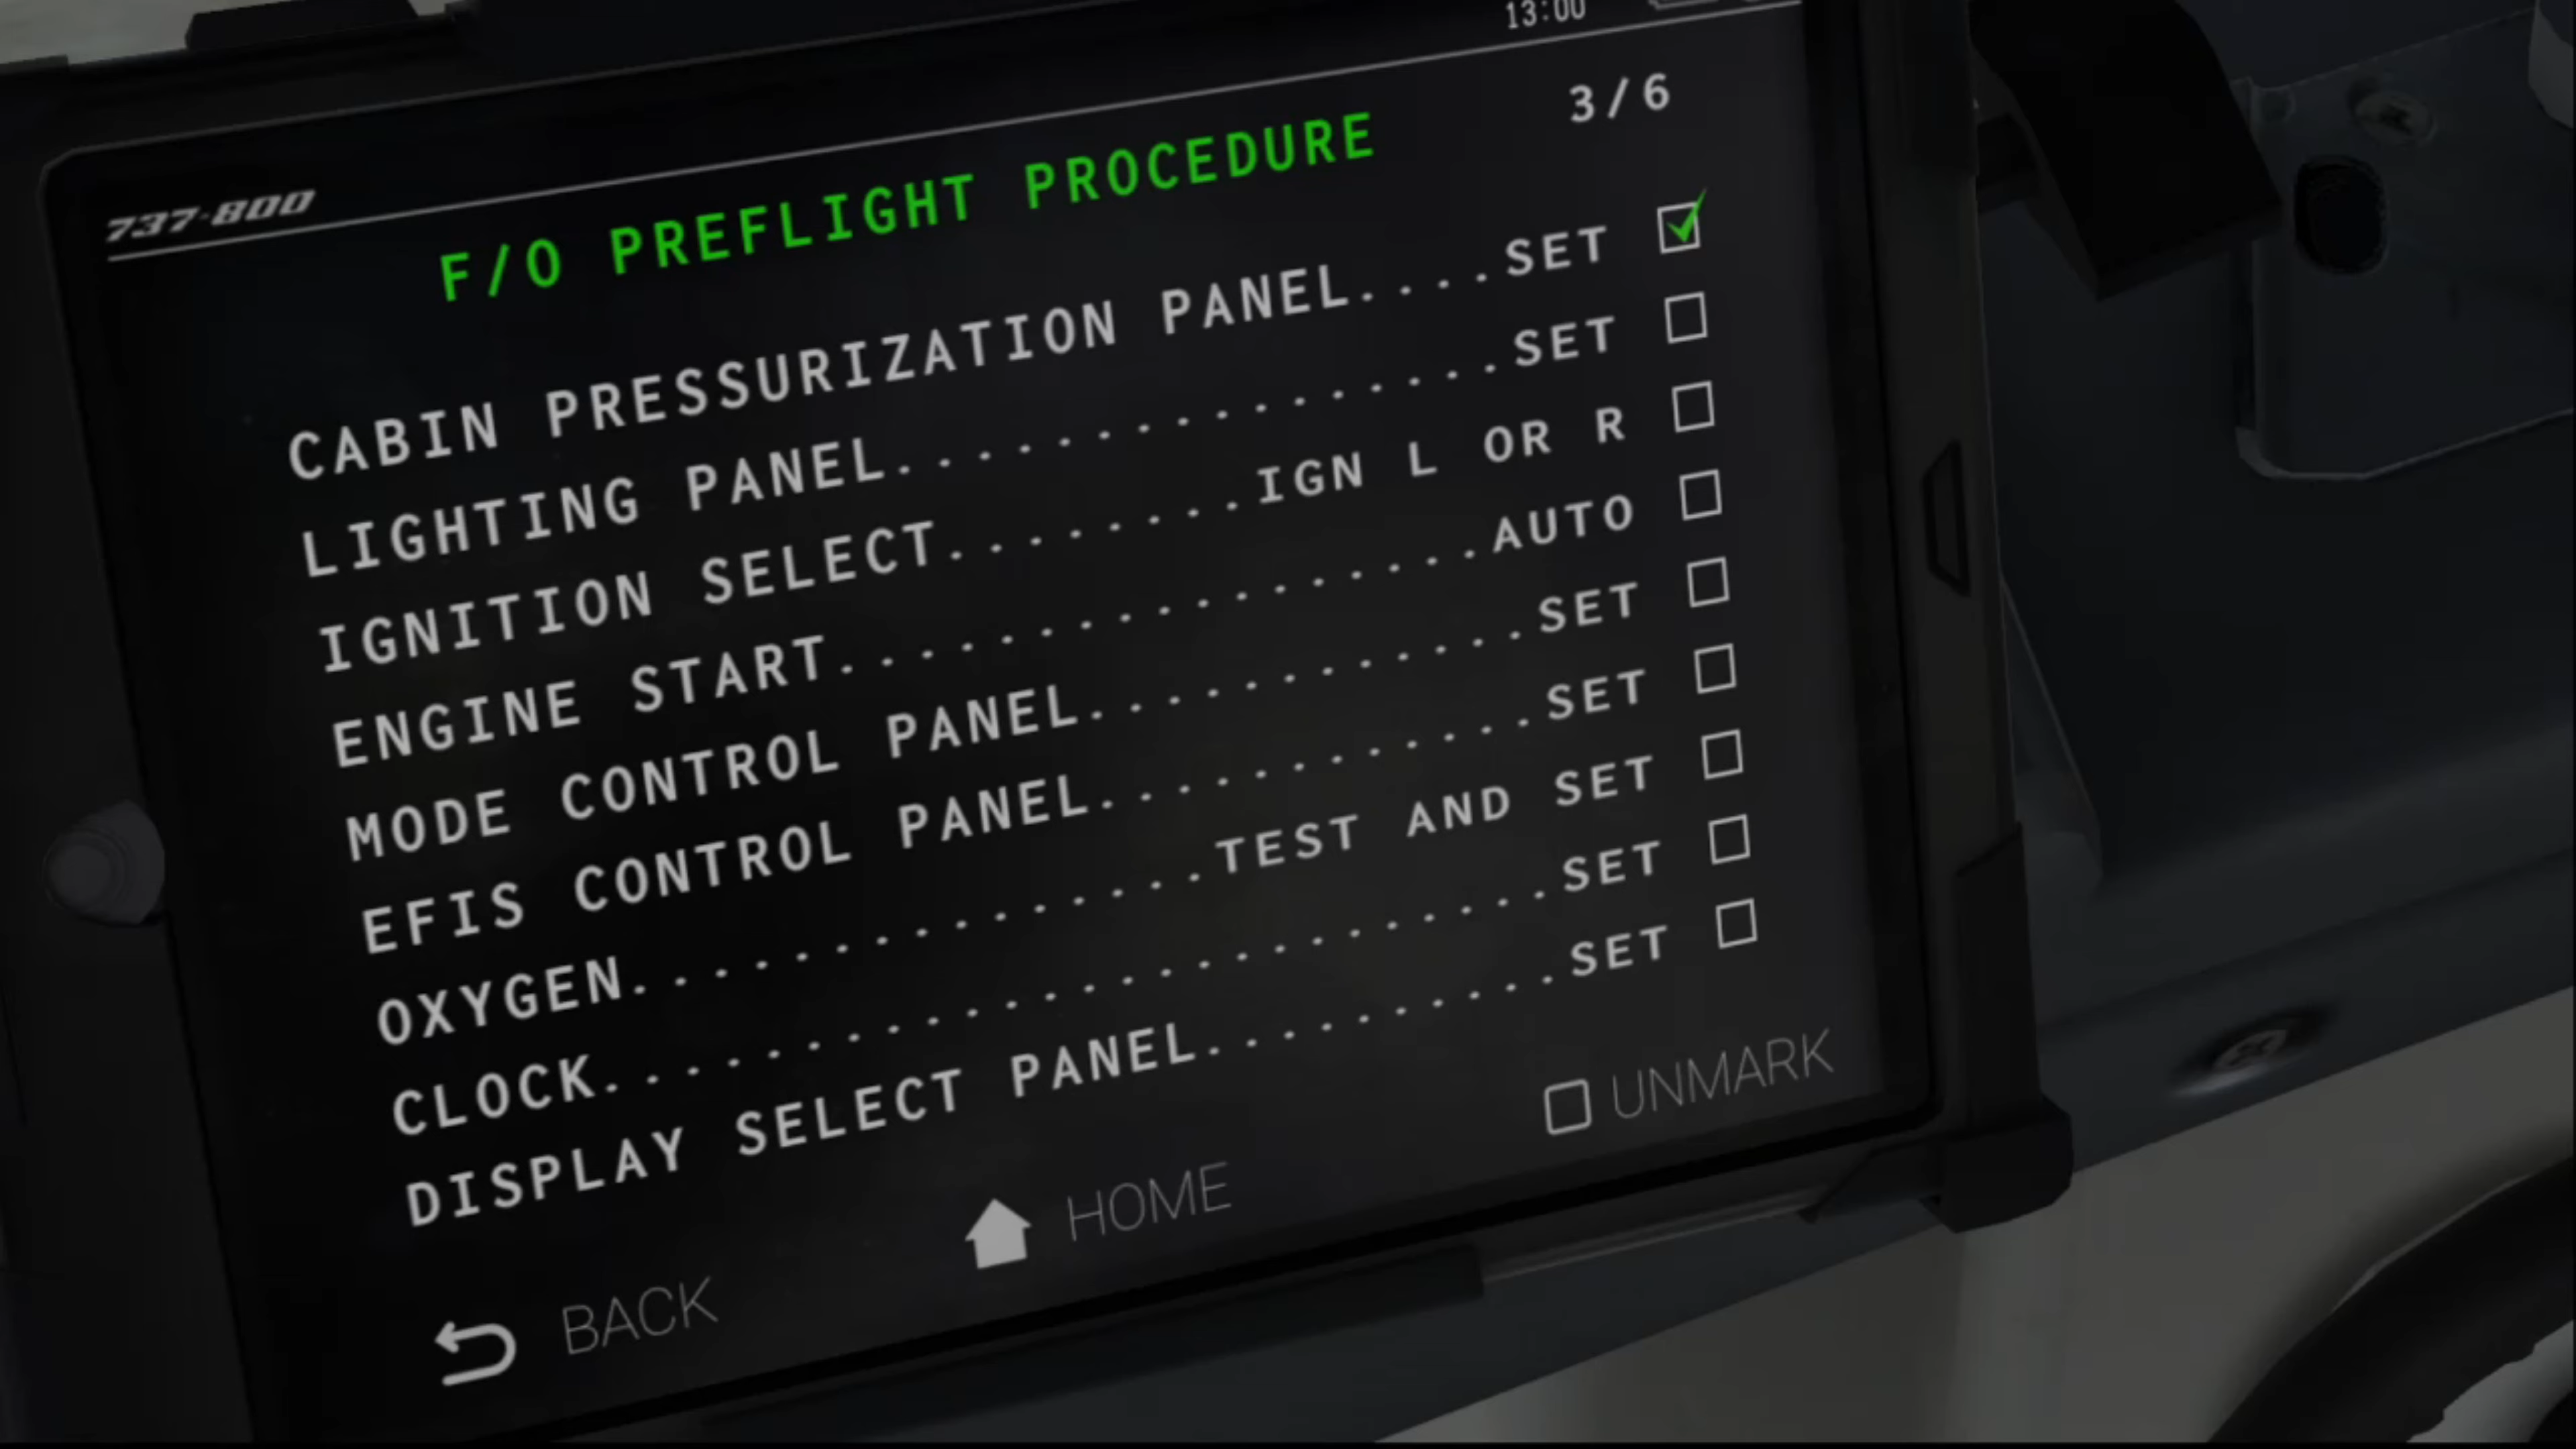 13:00
737-800
3/6
F/O PREFLIGHT PROCEDURE
CABIN PRESSURIZATION PANEL....SET
LIGHTING PANEL...............SET
IGNITION SELECT........IGN L OR R
ENGINE START................AUTO
MODE CONTROL PANEL............SET
EFIS CONTROL PANEL............SET
OXYGEN...............TEST AND SET
CLOCK.........................SET
DISPLAY SELECT PANEL..........SET
UNMARK
HOME
BACK